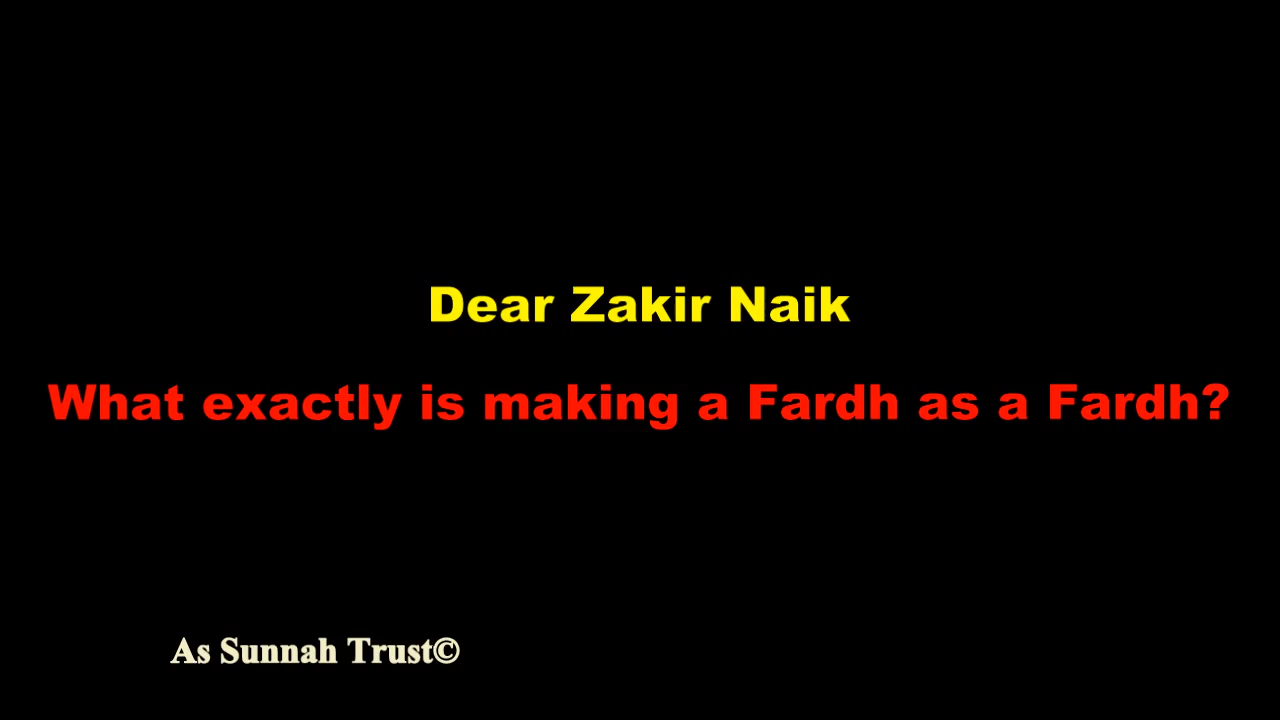 Dear Zakir Naik
What exactly is making a Fardh as a Fardh?
As Sunnah Trust©